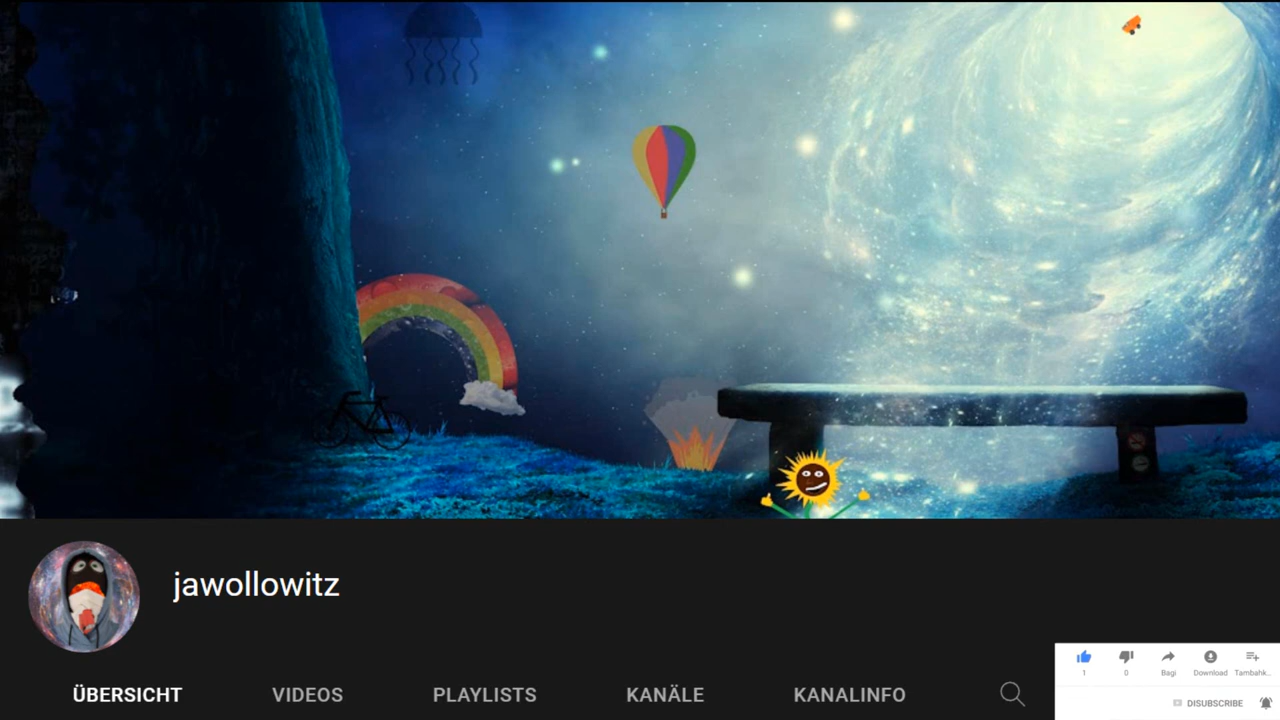 jawollowitz
ÜBERSICHT VIDEOS PLAYLISTS KANÄLE KANALINFO
1 0 Bagi Download Tambahk...
DISUBSCRIBE